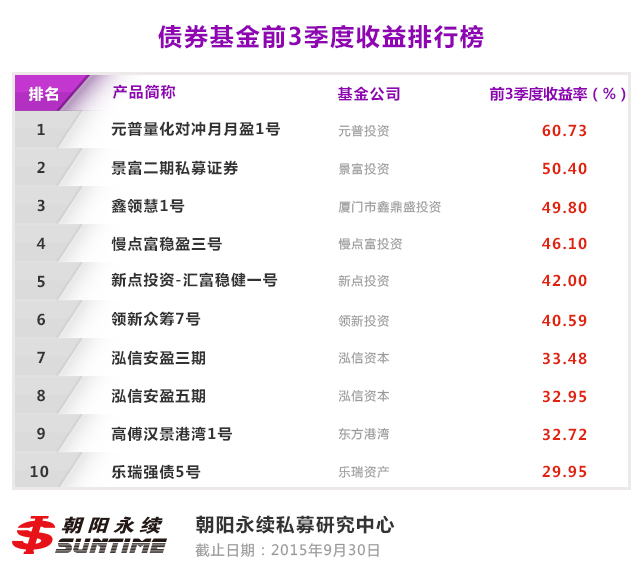 债券基金前3季度收益排行榜
排名 产品简称 基金公司 前3季度收益率（%）
1 元普量化对冲月月盈1号 元普投资 60.73
2 景富二期私募证券 景富投资 50.40
3 鑫领慧1号 厦门市鑫鼎盛投资 49.80
4 慢点富稳盈三号 慢点富投资 46.10
5 新点投资-汇富稳健一号 新点投资 42.00
6 领新众筹7号 领新投资 40.59
7 泓信安盈三期 泓信资本 33.48
8 泓信安盈五期 泓信资本 32.95
9 高傅汉景港湾1号 东方港湾 32.72
10 乐瑞强债5号 乐瑞资产 29.95
朝阳永续 朝阳永续私募研究中心
SUNTIME 截止日期：2015年9月30日